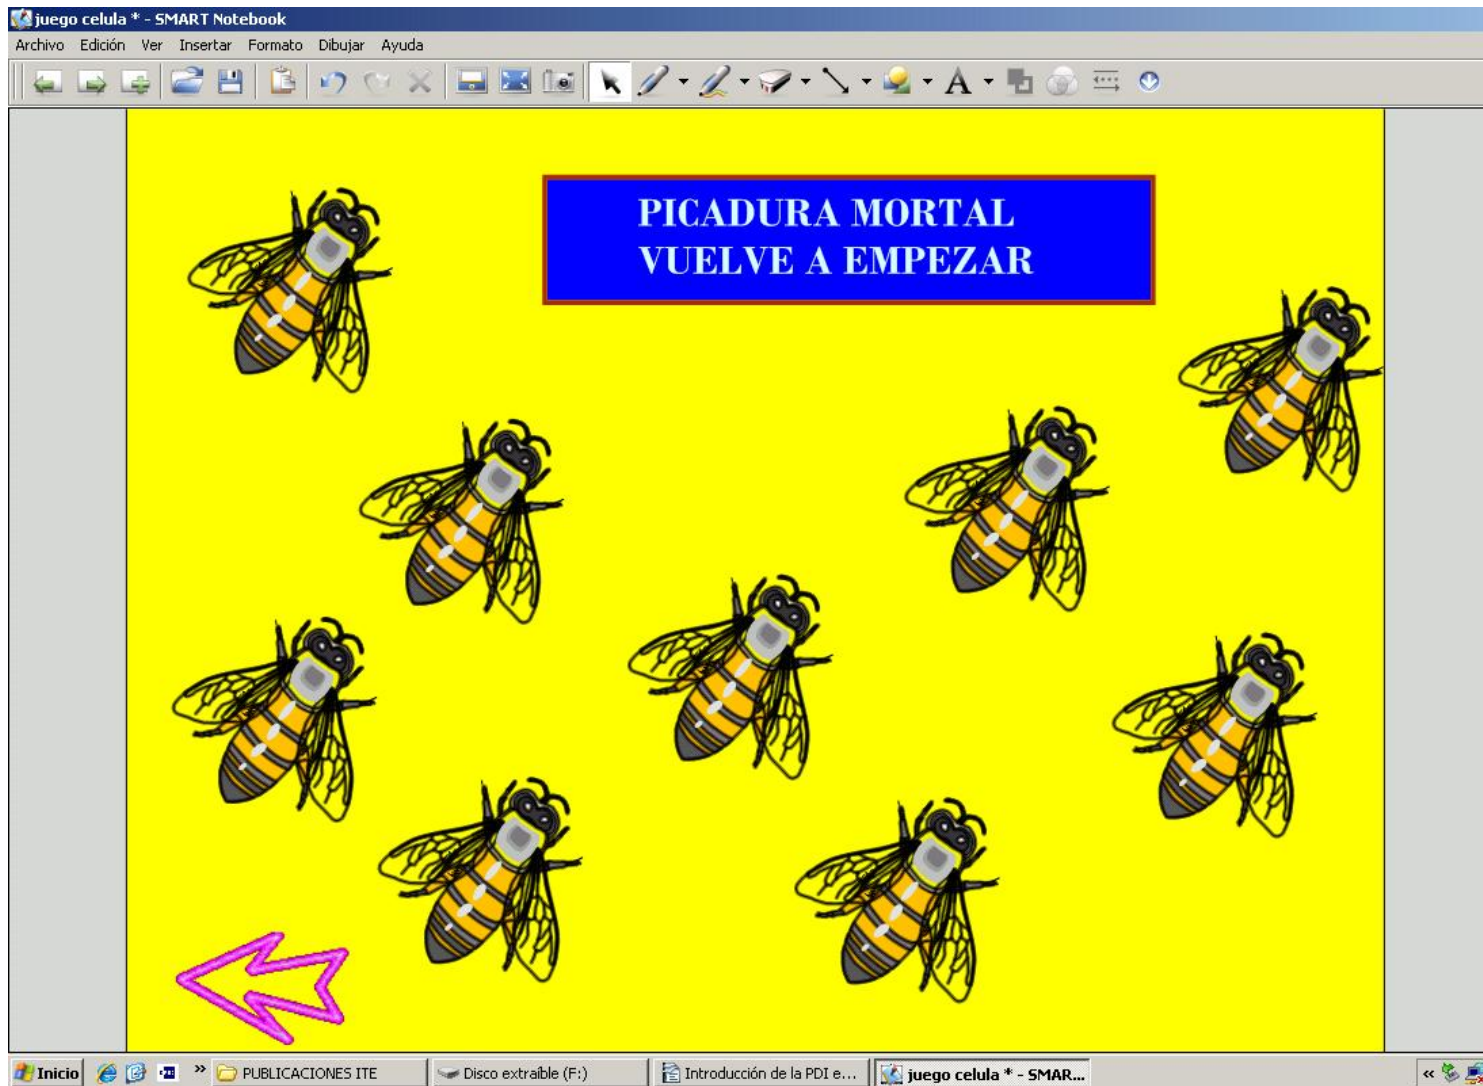 juego celula * - SMART Notebook
Archivo Edición Ver Insertar Formato Dibujar Ayuda
A
PICADURA MORTAL
VUELVE A EMPEZAR
Inicio » PUBLICACIONES ITE Disco extraíble (F:) Introducción de la PDI e... juego celula * - SMAR... «